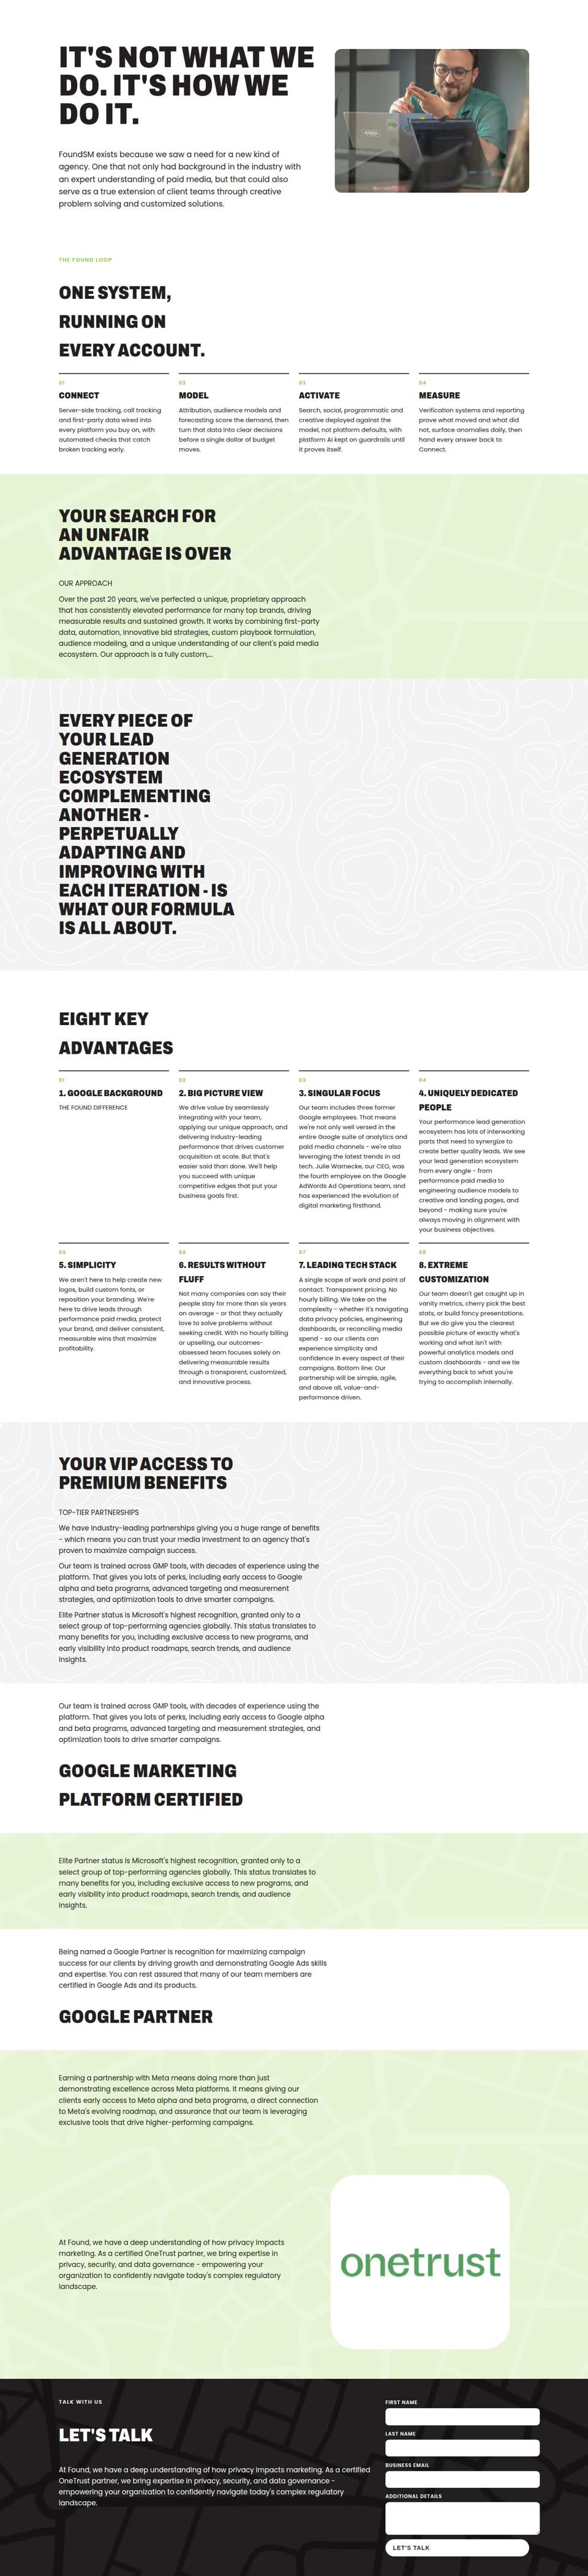 IT'S NOT WHAT WE
DO. IT'S HOW WE
DO IT.
FoundSM exists because we saw a need for a new kind of
agency. One that not only had background in the industry with
an expert understanding of paid media, but that could also
serve as a true extension of client teams through creative
problem solving and customized solutions.
THE FOUND LOOP
ONE SYSTEM,
RUNNING ON
EVERY ACCOUNT.
01
CONNECT
Server-side tracking, call tracking
and first-party data wired into
every platform you buy on, with
automated checks that catch
broken tracking early.
02
MODEL
Attribution, audience models and
forecasting score the demand, then
turn that data into clear decisions
before a single dollar of budget
moves.
03
ACTIVATE
Search, social, programmatic and
creative deployed against the
model, not platform defaults, with
platform AI kept on guardrails until
it proves itself.
04
MEASURE
Verification systems and reporting
prove what moved and what did
not, surface anomalies daily, then
hand every answer back to
Connect.
YOUR SEARCH FOR
AN UNFAIR
ADVANTAGE IS OVER
OUR APPROACH
Over the past 20 years, we've perfected a unique, proprietary approach
that has consistently elevated performance for many top brands, driving
measurable results and sustained growth. It works by combining first-party
data, automation, innovative bid strategies, custom playbook formulation,
audience modeling, and a unique understanding of our client's paid media
ecosystem. Our approach is a fully custom,...
EVERY PIECE OF
YOUR LEAD
GENERATION
ECOSYSTEM
COMPLEMENTING
ANOTHER -
PERPETUALLY
ADAPTING AND
IMPROVING WITH
EACH ITERATION - IS
WHAT OUR FORMULA
IS ALL ABOUT.
EIGHT KEY
ADVANTAGES
01
1. GOOGLE BACKGROUND
THE FOUND DIFFERENCE
02
2. BIG PICTURE VIEW
We drive value by seamlessly
integrating with your team,
applying our unique approach, and
delivering industry-leading
performance that drives customer
acquisition at scale. But that's
easier said than done. We'll help
you succeed with unique
competitive edges that put your
business goals first.
03
3. SINGULAR FOCUS
Our team includes three former
Google employees. That means
we're not only well versed in the
entire Google suite of analytics and
paid media channels - we're also
leveraging the latest trends in ad
tech. Julie Warnecke, our CEO, was
the fourth employee on the Google
AdWords Ad Operations team, and
has experienced the evolution of
digital marketing firsthand.
04
4. UNIQUELY DEDICATED
PEOPLE
Your performance lead generation
ecosystem has lots of interworking
parts that need to synergize to
create better quality leads. We see
your lead generation ecosystem
from every angle - from
performance paid media to
engineering audience models to
creative and landing pages, and
beyond - making sure you're
always moving in alignment with
your business objectives.
05
5. SIMPLICITY
We aren't here to help create new
logos, build custom fonts, or
reposition your branding. We're
here to drive leads through
performance paid media, protect
your brand, and deliver consistent,
measurable wins that maximize
profitability.
06
6. RESULTS WITHOUT
FLUFF
Not many companies can say their
people stay for more than six years
on average - or that they actually
love to solve problems without
seeking credit. With no hourly billing
or upselling, our outcomes-
obsessed team focuses solely on
delivering measurable results
through a transparent, customized,
and innovative process.
07
7. LEADING TECH STACK
A single scope of work and point of
contact. Transparent pricing. No
hourly billing. We take on the
complexity - whether it's navigating
data privacy policies, engineering
dashboards, or reconciling media
spend - so our clients can
experience simplicity and
confidence in every aspect of their
campaigns. Bottom line: Our
partnership will be simple, agile,
and above all, value-and-
performance driven.
08
8. EXTREME
CUSTOMIZATION
Our team doesn't get caught up in
vanity metrics, cherry pick the best
stats, or build fancy presentations.
But we do give you the clearest
possible picture of exactly what's
working and what isn't with
powerful analytics models and
custom dashboards - and we tie
everything back to what you're
trying to accomplish internally.
YOUR VIP ACCESS TO
PREMIUM BENEFITS
TOP-TIER PARTNERSHIPS
We have industry-leading partnerships giving you a huge range of benefits
- which means you can trust your media investment to an agency that's
proven to maximize campaign success.
Our team is trained across GMP tools, with decades of experience using the
platform. That gives you lots of perks, including early access to Google
alpha and beta programs, advanced targeting and measurement
strategies, and optimization tools to drive smarter campaigns.
Elite Partner status is Microsoft's highest recognition, granted only to a
select group of top-performing agencies globally. This status translates to
many benefits for you, including exclusive access to new programs, and
early visibility into product roadmaps, search trends, and audience
insights.
Our team is trained across GMP tools, with decades of experience using the
platform. That gives you lots of perks, including early access to Google alpha
and beta programs, advanced targeting and measurement strategies, and
optimization tools to drive smarter campaigns.
GOOGLE MARKETING
PLATFORM CERTIFIED
Elite Partner status is Microsoft's highest recognition, granted only to a
select group of top-performing agencies globally. This status translates to
many benefits for you, including exclusive access to new programs, and
early visibility into product roadmaps, search trends, and audience
insights.
Being named a Google Partner is recognition for maximizing campaign
success for our clients by driving growth and demonstrating Google Ads skills
and expertise. You can rest assured that many of our team members are
certified in Google Ads and its products.
GOOGLE PARTNER
Earning a partnership with Meta means doing more than just
demonstrating excellence across Meta platforms. It means giving our
clients early access to Meta alpha and beta programs, a direct connection
to Meta's evolving roadmap, and assurance that our team is leveraging
exclusive tools that drive higher-performing campaigns.
At Found, we have a deep understanding of how privacy impacts
marketing. As a certified OneTrust partner, we bring expertise in
privacy, security, and data governance - empowering your
organization to confidently navigate today's complex regulatory
landscape.
onetrust
TALK WITH US
LET'S TALK
At Found, we have a deep understanding of how privacy impacts marketing. As a certified
OneTrust partner, we bring expertise in privacy, security, and data governance -
empowering your organization to confidently navigate today's complex regulatory
landscape.
FIRST NAME
LAST NAME
BUSINESS EMAIL
ADDITIONAL DETAILS
LET'S TALK